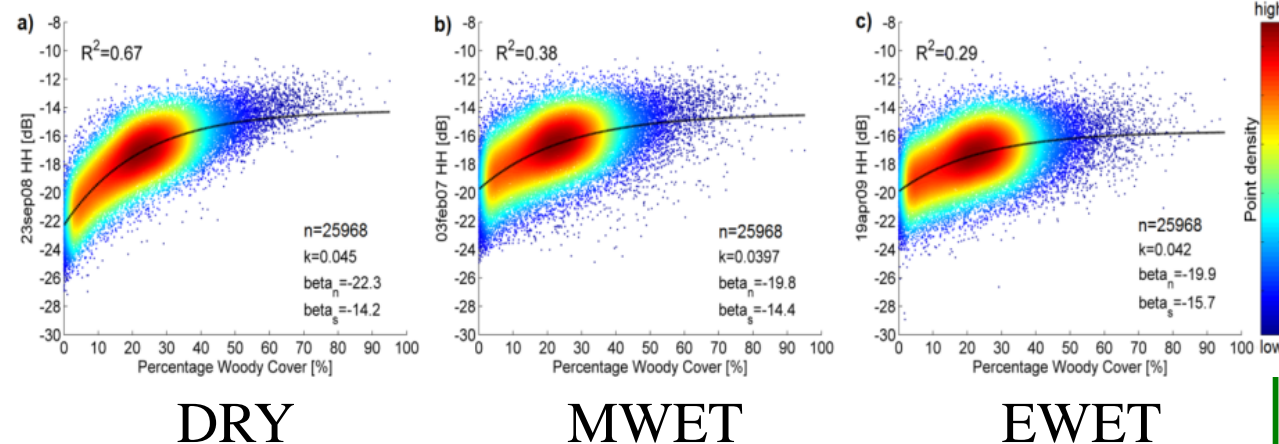 a)
-8
-10
-12
-14
-16
-18
-20
-22
-24
-26
-28
-30
23sep08 HH [dB]
R²=0.67
n=25968
k=0.045
beta_n=-22.3
beta_s=-14.2
0 10 20 30 40 50 60 70 80 90 100
Percentage Woody Cover [%]
DRY
b)
-8
-10
-12
-14
-16
-18
-20
-22
-24
-26
-28
-30
03feb07 HH [dB]
R²=0.38
n=25968
k=0.0397
beta_n=-19.8
beta_s=-14.4
0 10 20 30 40 50 60 70 80 90 100
Percentage Woody Cover [%]
MWET
c)
-8
-10
-12
-14
-16
-18
-20
-22
-24
-26
-28
-30
19apr09 HH [dB]
R²=0.29
n=25968
k=0.042
beta_n=-19.9
beta_s=-15.7
0 10 20 30 40 50 60 70 80 90 100
Percentage Woody Cover [%]
EWET
high
Point density
low